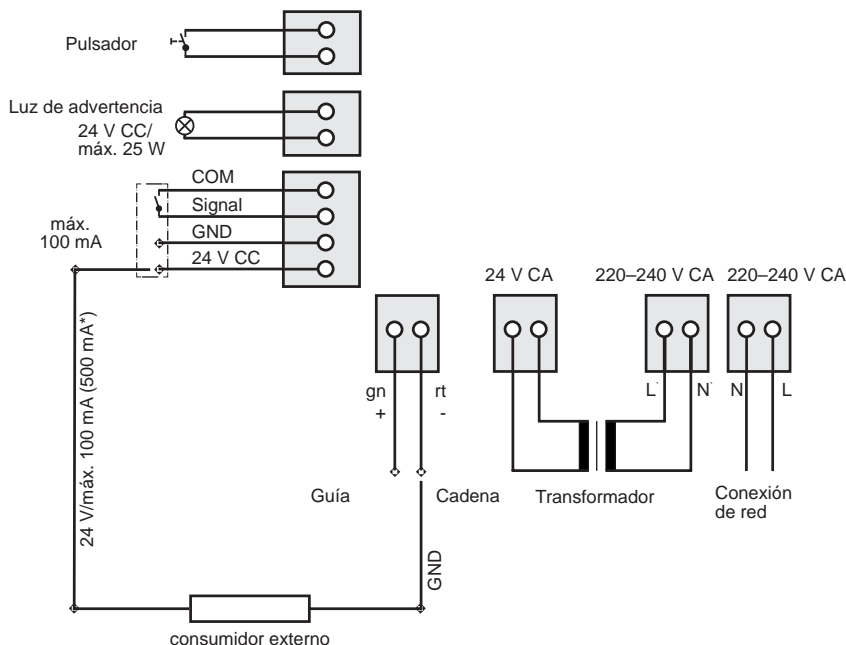 Pulsador
Luz de advertencia
24 V CC/
máx. 25 W
COM
Signal
GND
24 V CC
máx.
100 mA
24 V/máx. 100 mA (500 mA*)
24 V CA
220–240 V CA
220–240 V CA
gn
+
rt
-
L`
N`
N
L
Guía
Cadena
Transformador
Conexión
de red
GND
consumidor externo